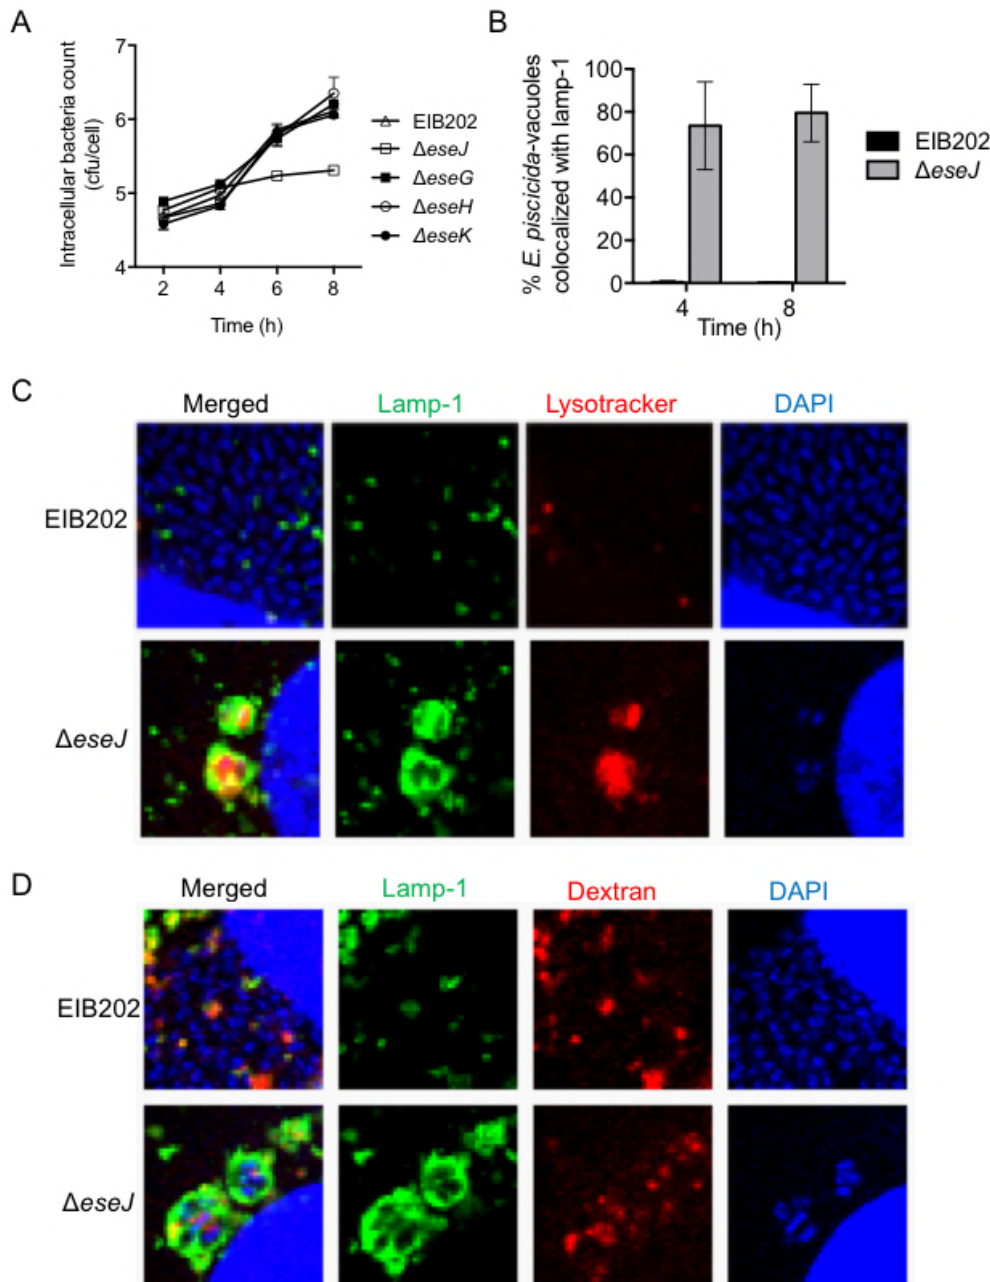 A
Intracellular bacteria count
(cfu/cell)
7
6
5
4
2 4 6 8
Time (h)
EIB202
ΔeseJ
ΔeseG
ΔeseH
ΔeseK
B
% E. piscicida-vacuoles
colocalized with lamp-1
100
80
60
40
20
0
4 8
Time (h)
EIB202
ΔeseJ
C
Merged Lamp-1 Lysotracker DAPI
EIB202
ΔeseJ
D
Merged Lamp-1 Dextran DAPI
EIB202
ΔeseJ